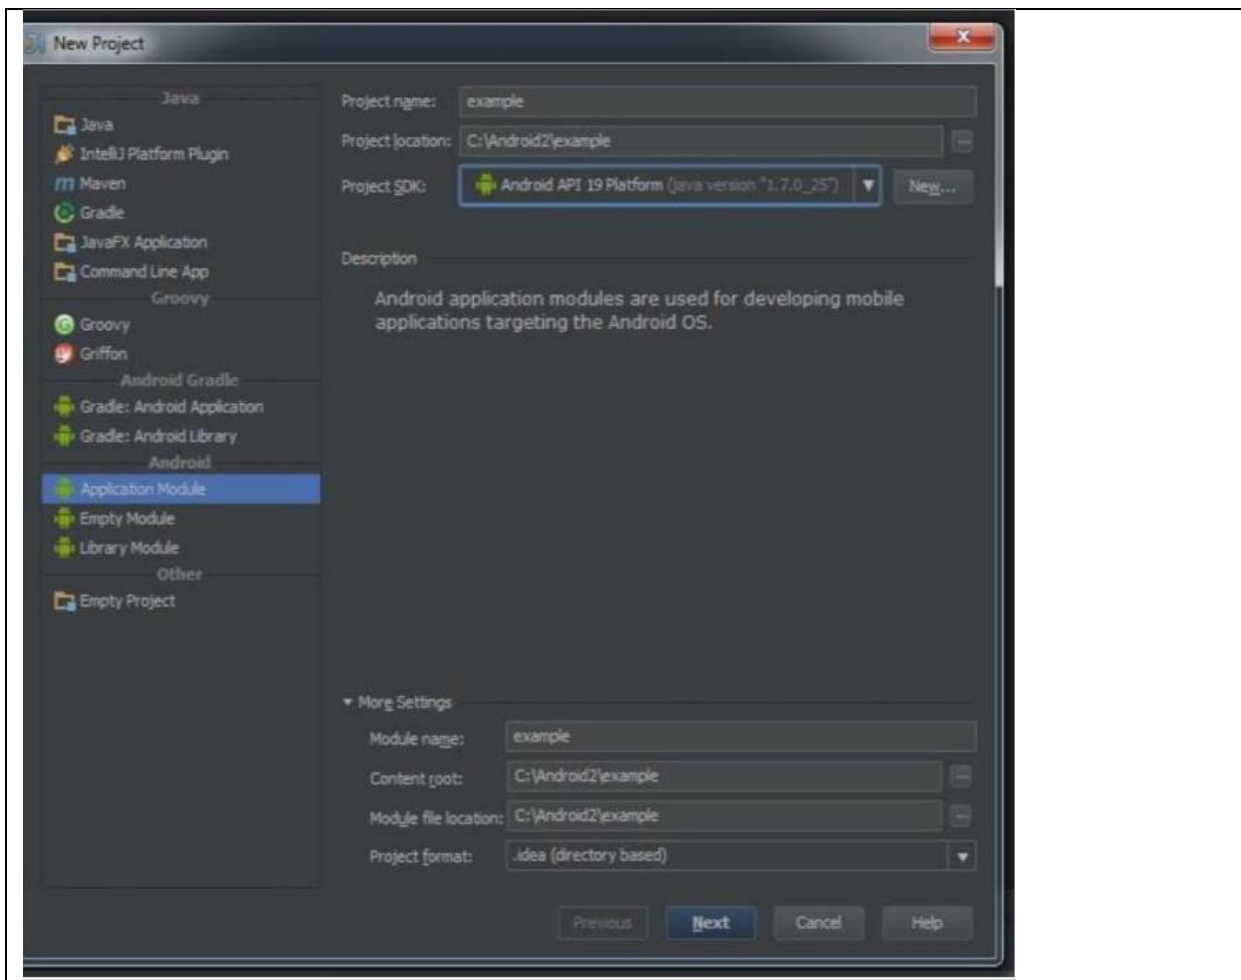 New Project
Java
Java
IntelliJ Platform Plugin
Maven
Gradle
JavaFX Application
Command Line App
Groovy
Groovy
Griffon
Android Gradle
Gradle: Android Application
Gradle: Android Library
Android
Application Module
Empty Module
Library Module
Other
Empty Project
Project name: example
Project location: C:\Android2\example
Project SDK: Android API 19 Platform (java version "1.7.0_25") New...
Description
Android application modules are used for developing mobile
applications targeting the Android OS.
More Settings
Module name: example
Content root: C:\Android2\example
Module file location: C:\Android2\example
Project format: .idea (directory based)
Previous Next Cancel Help